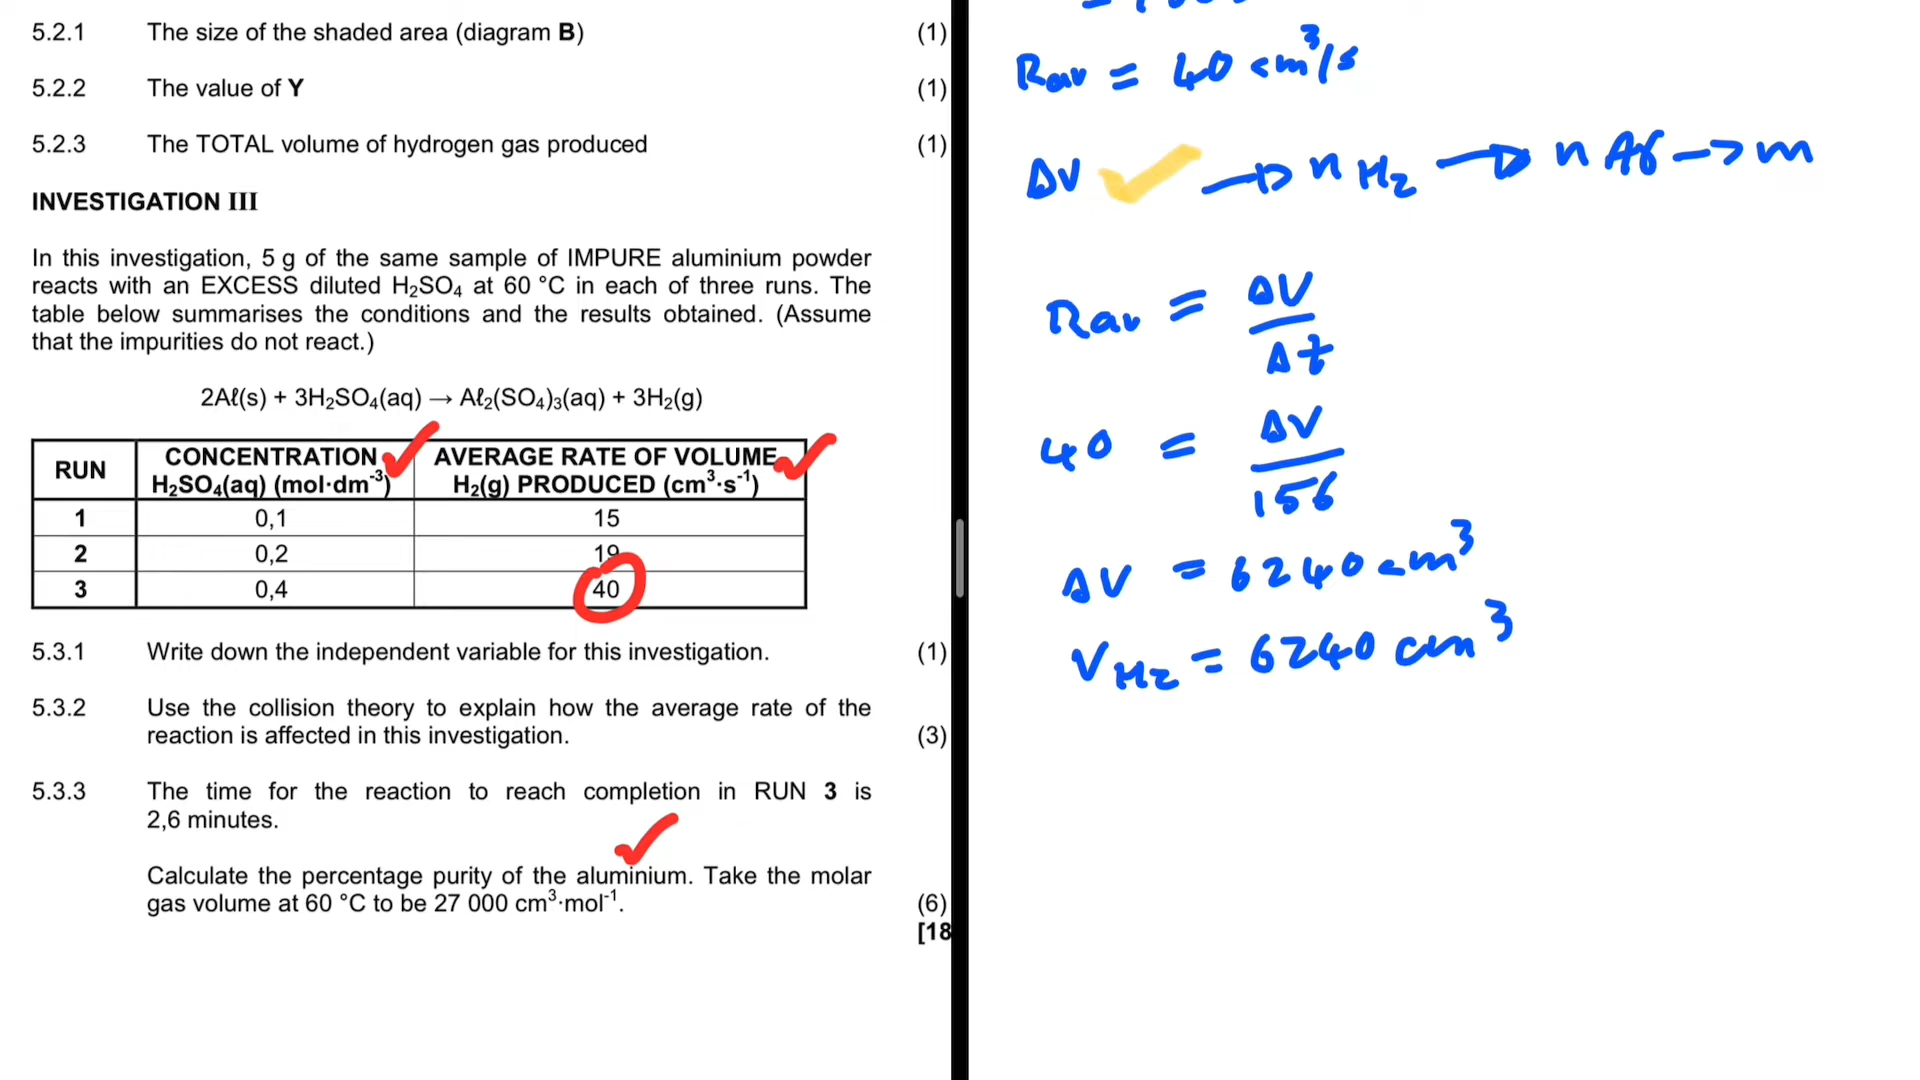 5.2.1 The size of the shaded area (diagram B) (1)
5.2.2 The value of Y (1)
5.2.3 The TOTAL volume of hydrogen gas produced (1)
INVESTIGATION III
In this investigation, 5 g of the same sample of IMPURE aluminium powder
reacts with an EXCESS diluted H₂SO₄ at 60 °C in each of three runs. The
table below summarises the conditions and the results obtained. (Assume
that the impurities do not react.)
2Aℓ(s) + 3H₂SO₄(aq) → Aℓ₂(SO₄)₃(aq) + 3H₂(g)
RUN CONCENTRATION H₂SO₄(aq) (mol·dm⁻³) AVERAGE RATE OF VOLUME H₂(g) PRODUCED (cm³·s⁻¹)
1 0,1 15
2 0,2 19
3 0,4 40
5.3.1 Write down the independent variable for this investigation. (1)
5.3.2 Use the collision theory to explain how the average rate of the
reaction is affected in this investigation. (3)
5.3.3 The time for the reaction to reach completion in RUN 3 is
2,6 minutes.
Calculate the percentage purity of the aluminium. Take the molar
gas volume at 60 °C to be 27 000 cm³·mol⁻¹. (6)
[18
Rav = 40 cm³/s
ΔV ✓ → n H₂ → n Aℓ → m
Rav = ΔV
Δt
40 = ΔV
156
ΔV = 6240 cm³
V H₂ = 6240 cm³